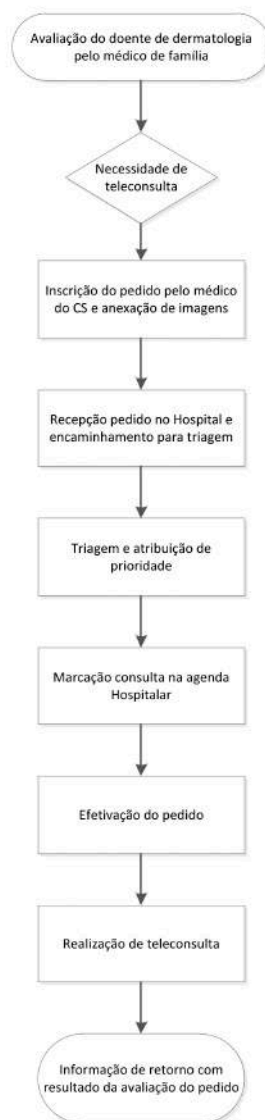 Avaliação do doente de dermatologia
pelo médico de família
Necessidade de
teleconsulta
Inscrição do pedido pelo médico
do CS e anexação de imagens
Recepção pedido no Hospital e
encaminhamento para triagem
Triagem e atribuição de
prioridade
Marcação consulta na agenda
Hospitalar
Efetivação do pedido
Realização de teleconsulta
Informação de retorno com
resultado da avaliação do pedido